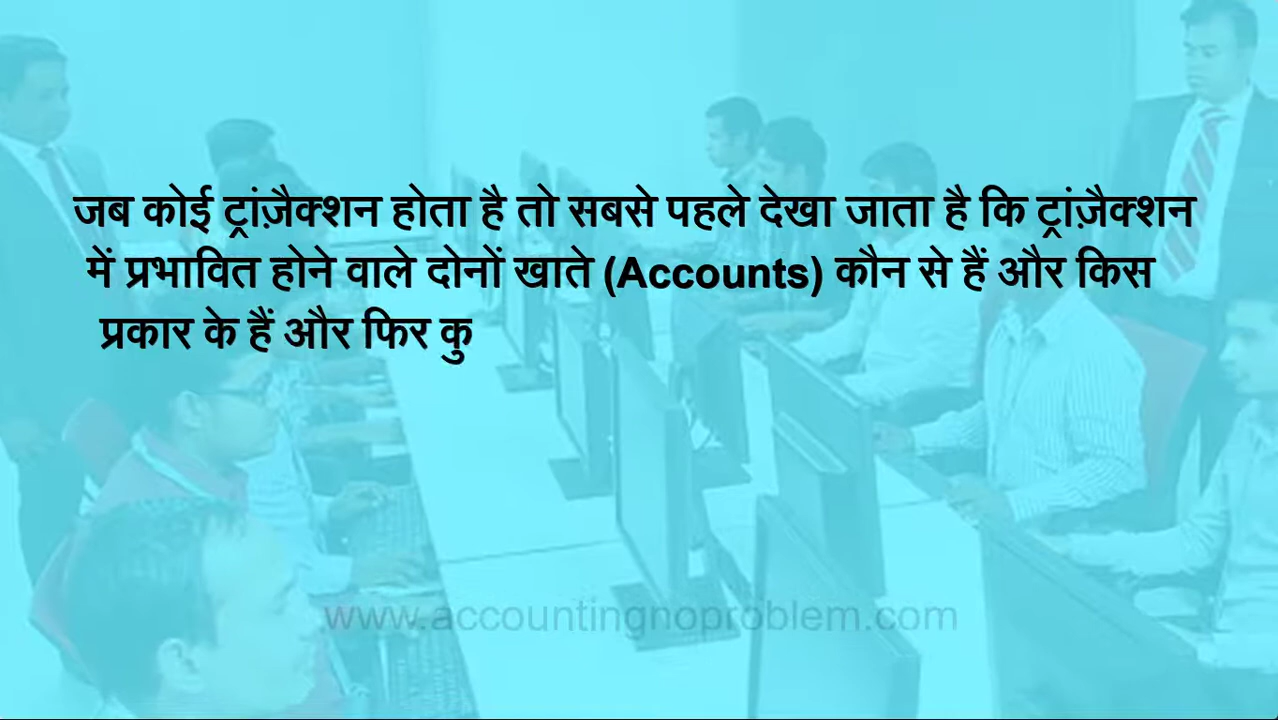 जब कोई ट्रांज़ैक्शन होता है तो सबसे पहले देखा जाता है कि ट्रांज़ैक्शन
में प्रभावित होने वाले दोनों खाते (Accounts) कौन से हैं और किस
प्रकार के हैं और फिर कु
www.accountingnoproblem.com